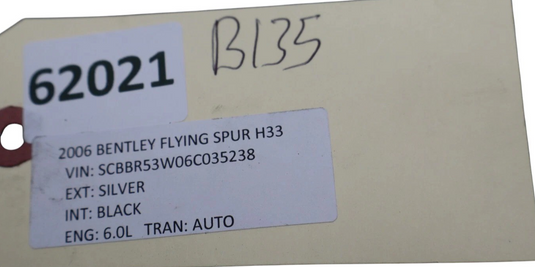 62021
B135
2006 BENTLEY FLYING SPUR H33
VIN: SCBBR53W06C035238
EXT: SILVER
INT: BLACK
ENG: 6.0L TRAN: AUTO